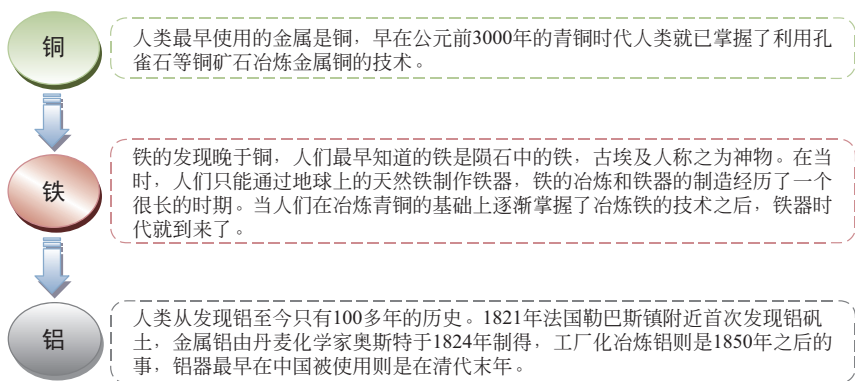 铜
人类最早使用的金属是铜，早在公元前3000年的青铜时代人类就已掌握了利用孔
雀石等铜矿石冶炼金属铜的技术。
铁
铁的发现晚于铜，人们最早知道的铁是陨石中的铁，古埃及人称之为神物。在当
时，人们只能通过地球上的天然铁制作铁器，铁的冶炼和铁器的制造经历了一个
很长的时期。当人们在冶炼青铜的基础上逐渐掌握了冶炼铁的技术之后，铁器时
代就到来了。
铝
人类从发现铝至今只有100多年的历史。1821年法国勒巴斯镇附近首次发现铝矾
土，金属铝由丹麦化学家奥斯特于1824年制得，工厂化冶炼铝则是1850年之后的
事，铝器最早在中国被使用则是在清代末年。